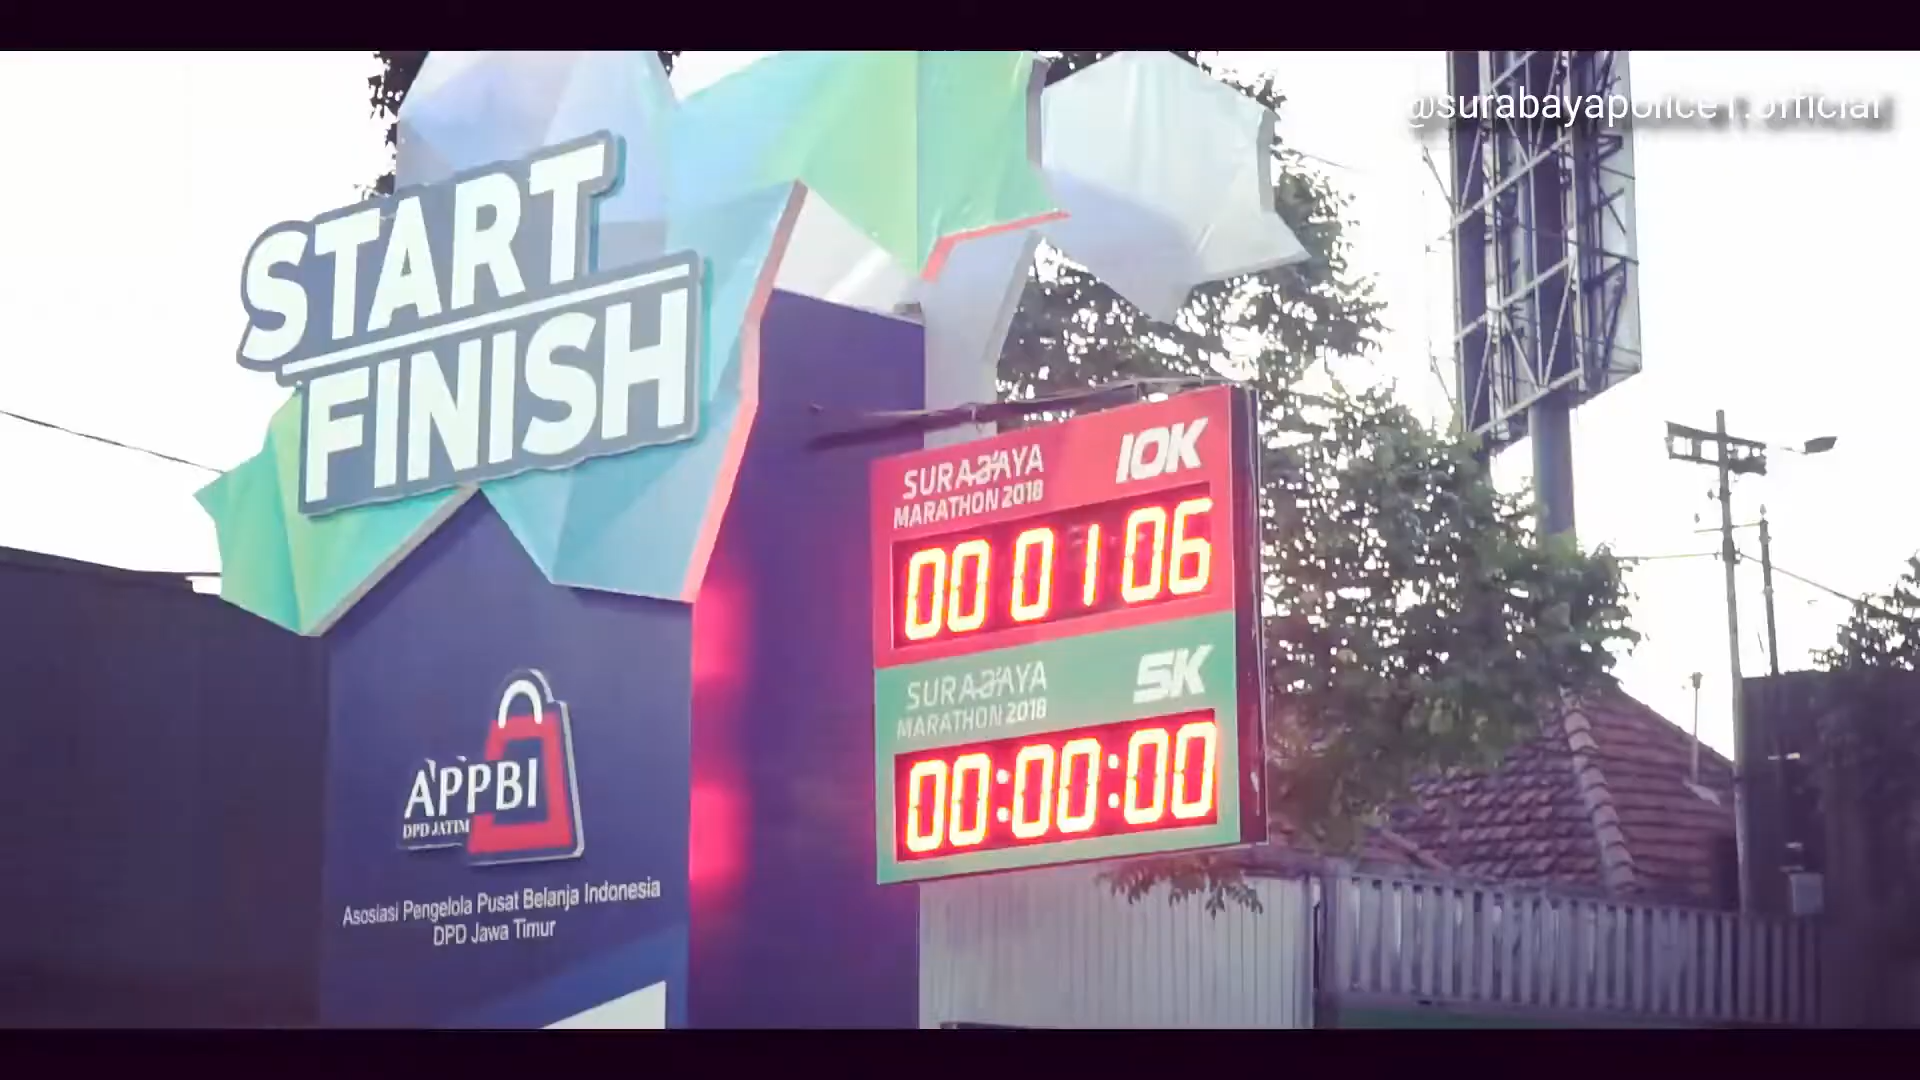 @surabayapolice1.official
START
FINISH
SURABAYA 10K
MARATHON 2018
00 01 06
SURABAYA 5K
MARATHON 2018
00:00:00
APPBI
DPD JATIM
Asosiasi Pengelola Pusat Belanja Indonesia
DPD Jawa Timur